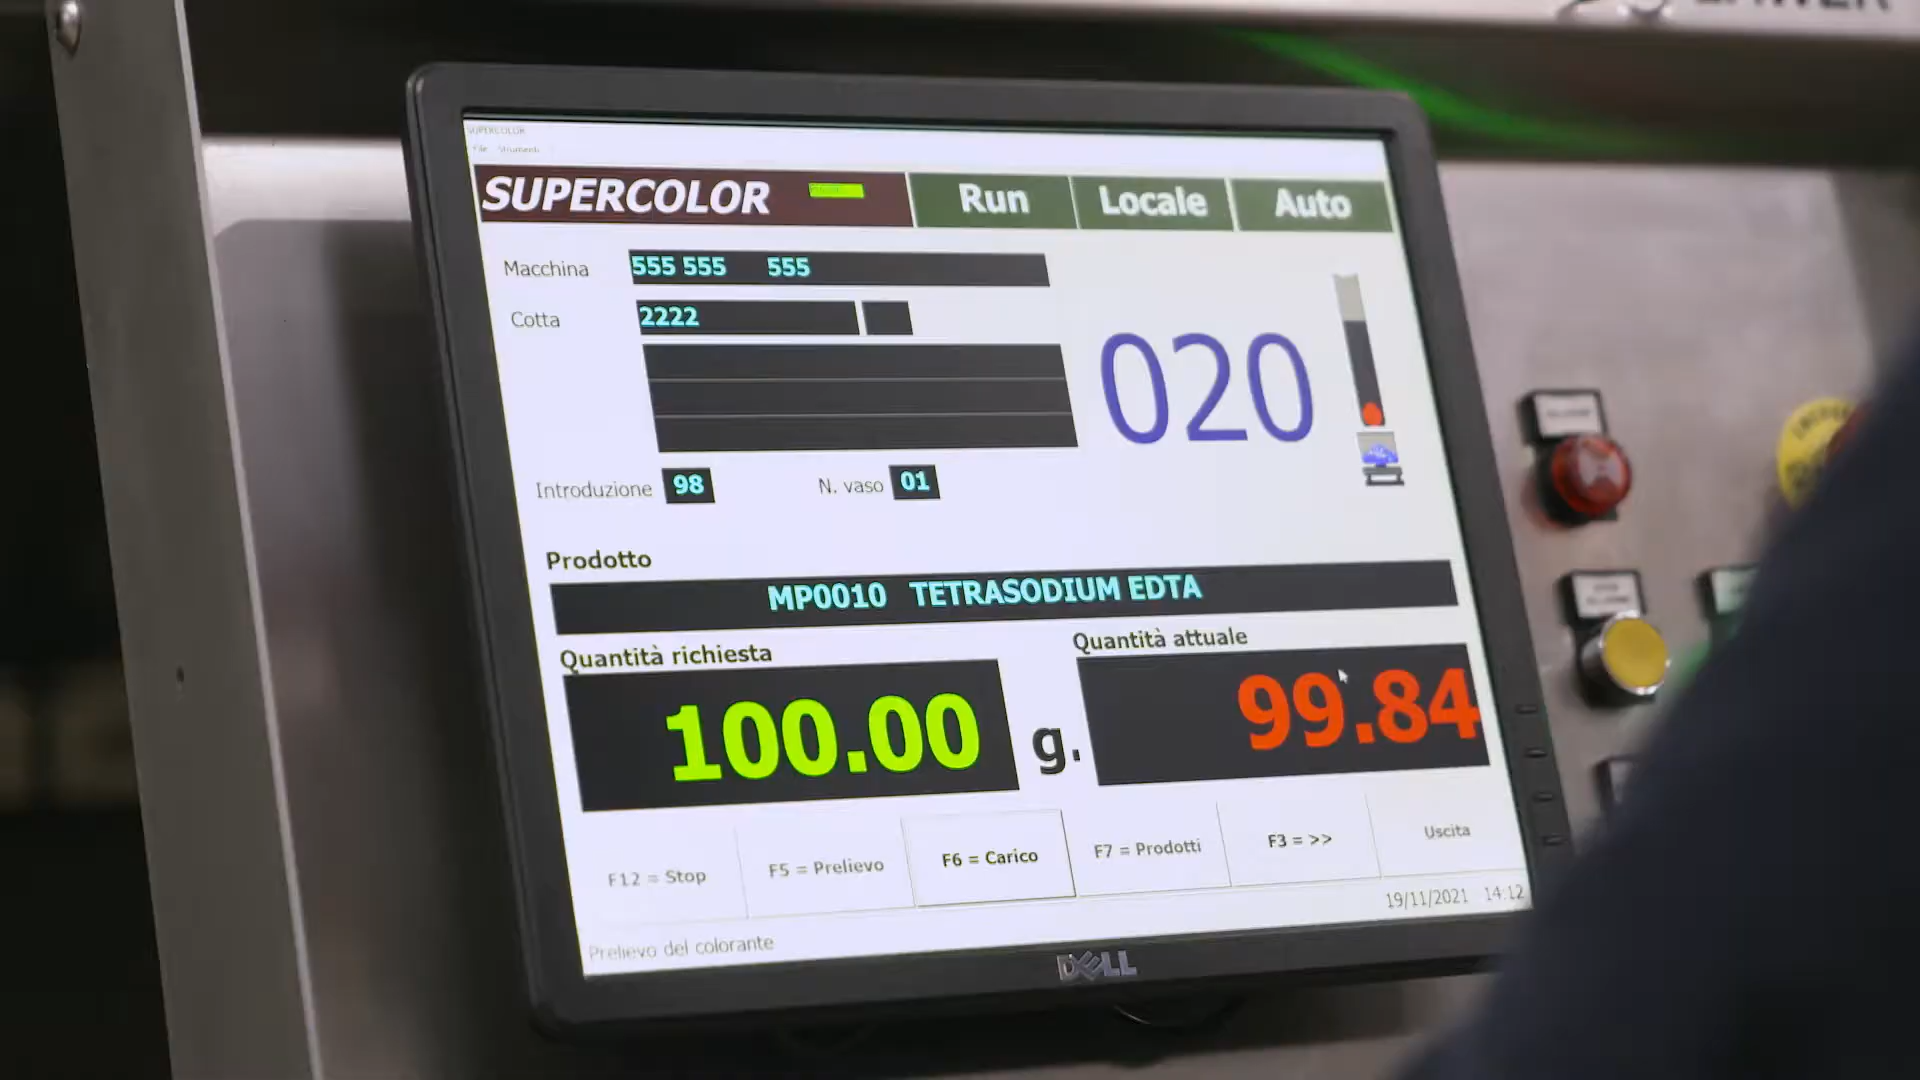 SUPERCOLOR
File Strumenti
SUPERCOLOR Run Locale Auto
Macchina 555 555 555
Cotta 2222
020
Introduzione 98 N. vaso 01
Prodotto
MP0010 TETRASODIUM EDTA
Quantità richiesta Quantità attuale
100.00 g. 99.84
F12 = Stop F5 = Prelievo F6 = Carico F7 = Prodotti F3 = >> Uscita
19/11/2021 14:12
Prelievo del colorante
DELL